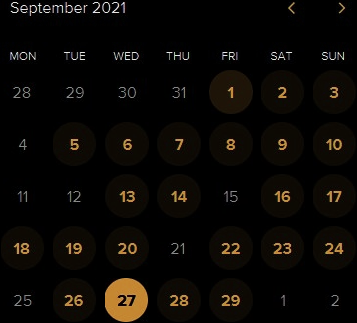 September 2021 < >
MON TUE WED THU FRI SAT SUN
28 29 30 31 1 2 3
4 5 6 7 8 9 10
11 12 13 14 15 16 17
18 19 20 21 22 23 24
25 26 27 28 29 1 2